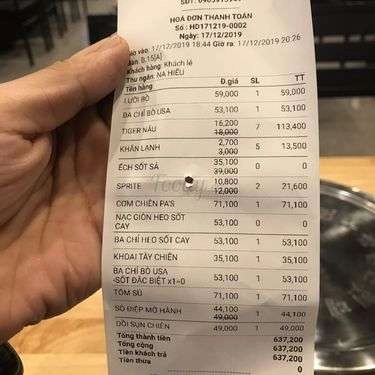 SĐT: 0909915901
HOÁ ĐƠN THANH TOÁN
Số : HD171219-0002
Ngày: 17/12/2019
Giờ vào: 17/12/2019 18:44 Giờ ra: 17/12/2019 20:26
Bàn: B.15[A]
Khách hàng: Khách lẻ
Thu ngân: NA HIẾU
Tên hàng Đ.giá SL TT
LƯỠI BÒ 59,000 1 59,000
BA CHỈ BÒ USA 53,100 1 53,100
TIGER NÂU 16,200 7 113,400
18,000
KHĂN LẠNH 2,700 5 13,500
3,000
ẾCH SỐT SẢ 35,100 0 0
39,000
SPRITE 10,800 2 21,600
12,000
CƠM CHIÊN PA'S 71,100 1 71,100
NẠC GIÒN HEO SỐT CAY 53,100 0 0
BA CHỈ HEO SỐT CAY 53,100 1 53,100
KHOAI TÂY CHIÊN 35,100 1 35,100
BA CHỈ BÒ USA 53,100 1 53,100
-SỐT ĐẶC BIỆT x1=0
TÔM SÚ 71,100 1 71,100
SÒ ĐIỆP MỠ HÀNH 44,100 1 44,100
49,000
DỒI SỤN CHIÊN 49,000 1 49,000
Tổng thành tiền 637,200
Tổng cộng 637,200
Tiền khách trả 637,200
Tiền thừa 0
Foody